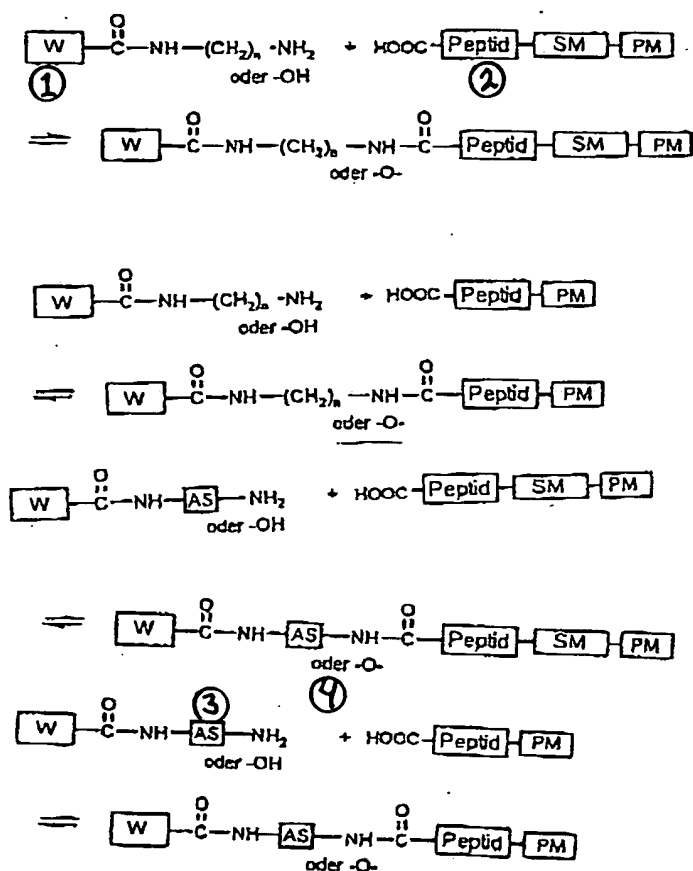 O
W C NH (CH2)n NH2 + HOOC Peptid SM PM
oder -OH
1 2
O O
⇌ W C NH (CH2)n NH C Peptid SM PM
oder -O-
O
W C NH (CH2)n NH2 + HOOC Peptid PM
oder -OH
O O
⇌ W C NH (CH2)n NH C Peptid PM
oder -O-
O
W C NH AS NH2 + HOOC Peptid SM PM
oder -OH
O O
⇌ W C NH AS NH C Peptid SM PM
oder -O-
3 4
O
W C NH AS NH2 + HOOC Peptid PM
oder -OH
O O
⇌ W C NH AS NH C Peptid PM
oder -O-